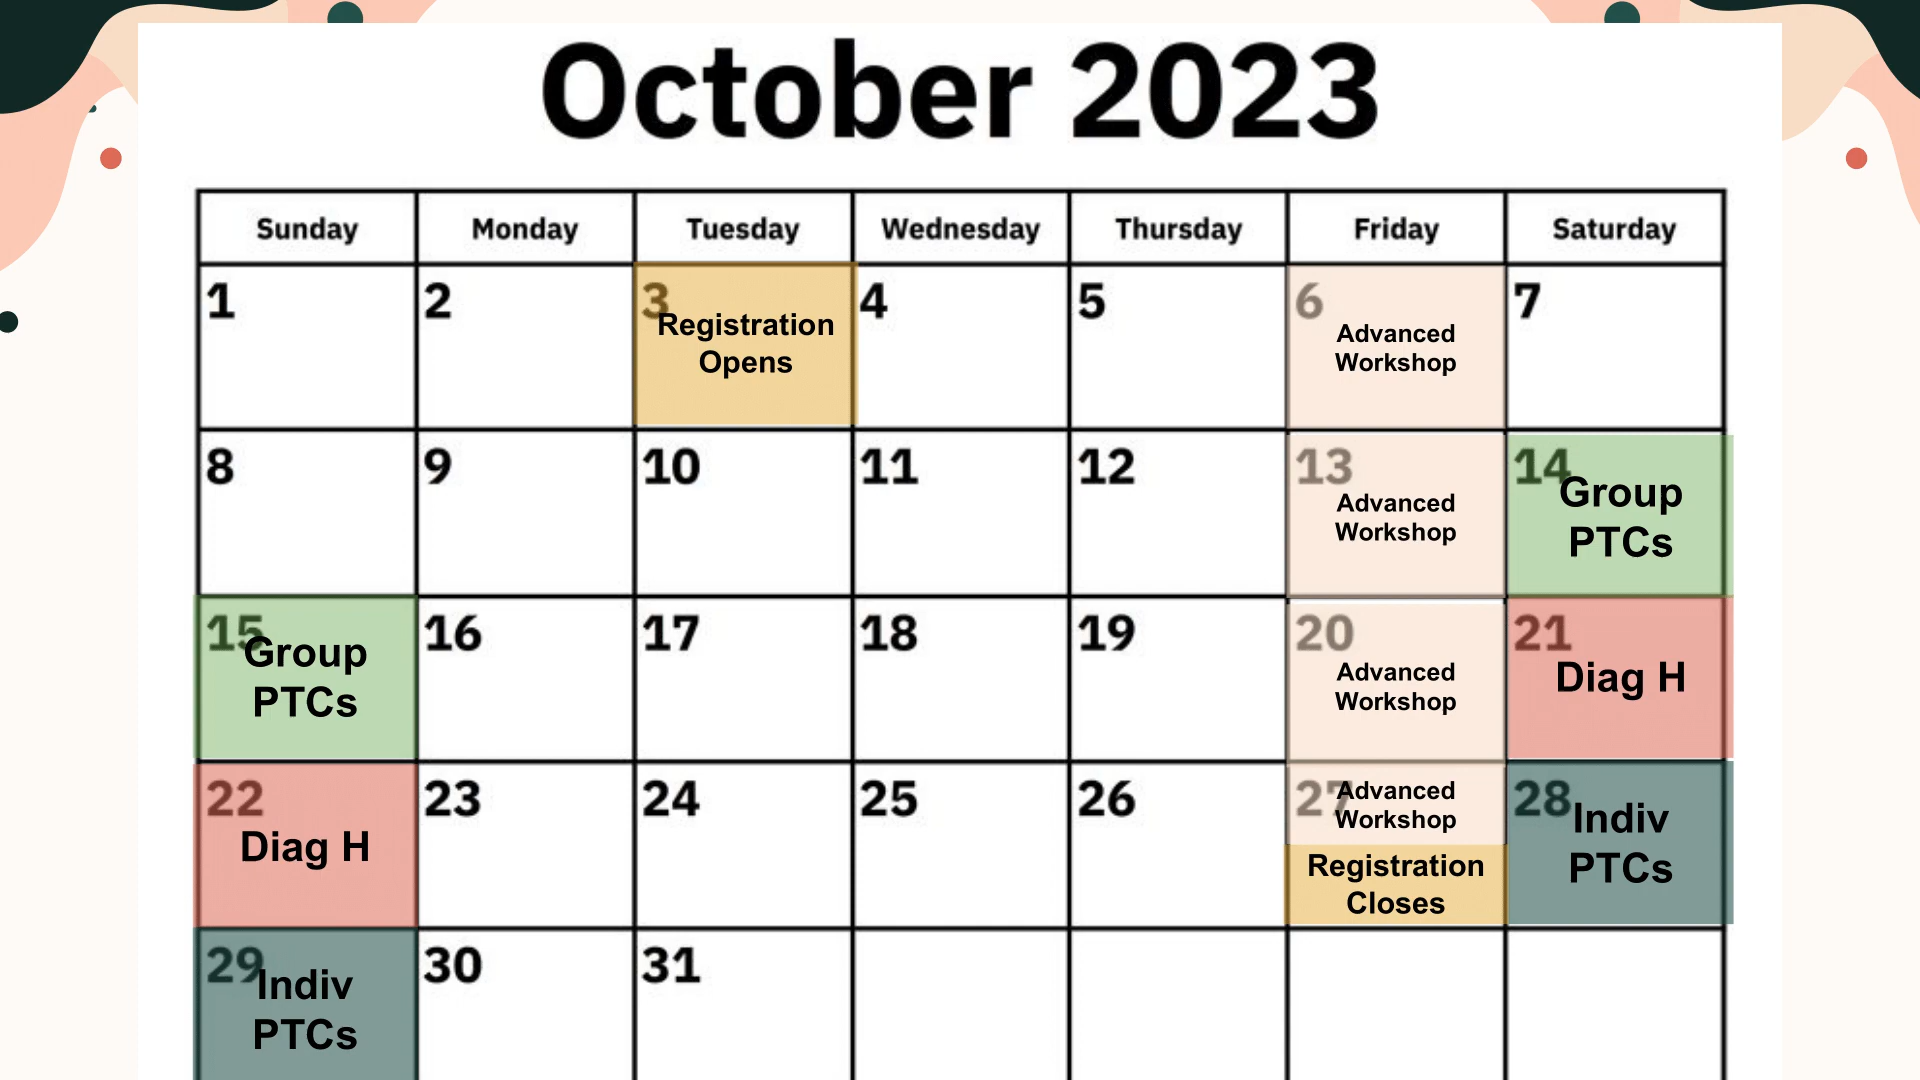 October 2023
Sunday Monday Tuesday Wednesday Thursday Friday Saturday
1 2 3 4 5 6 7
Registration
Opens
Advanced
Workshop
8 9 10 11 12 13 14
Advanced
Workshop
Group
PTCs
15 16 17 18 19 20 21
Group
PTCs
Advanced
Workshop
Diag H
22 23 24 25 26 27 28
Diag H
Advanced
Workshop
Registration
Closes
Indiv
PTCs
29 30 31
Indiv
PTCs